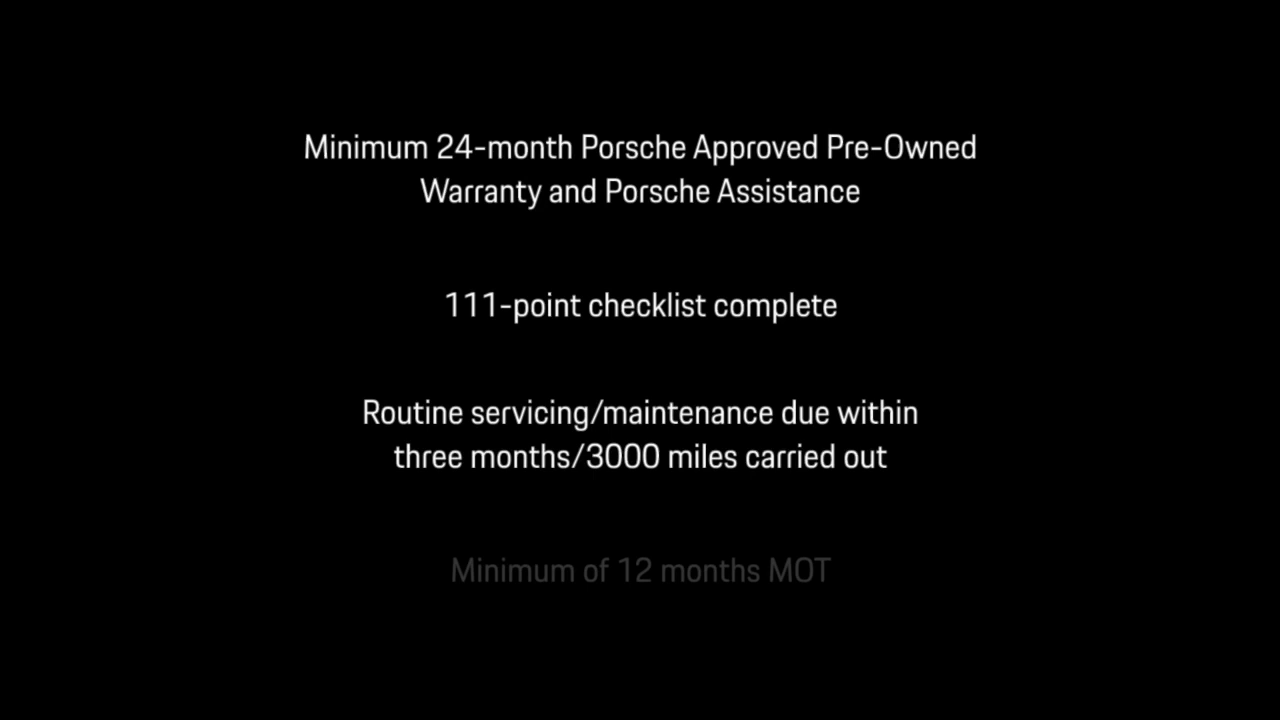 Minimum 24-month Porsche Approved Pre-Owned
Warranty and Porsche Assistance
111-point checklist complete
Routine servicing/maintenance due within
three months/3000 miles carried out
Minimum of 12 months MOT